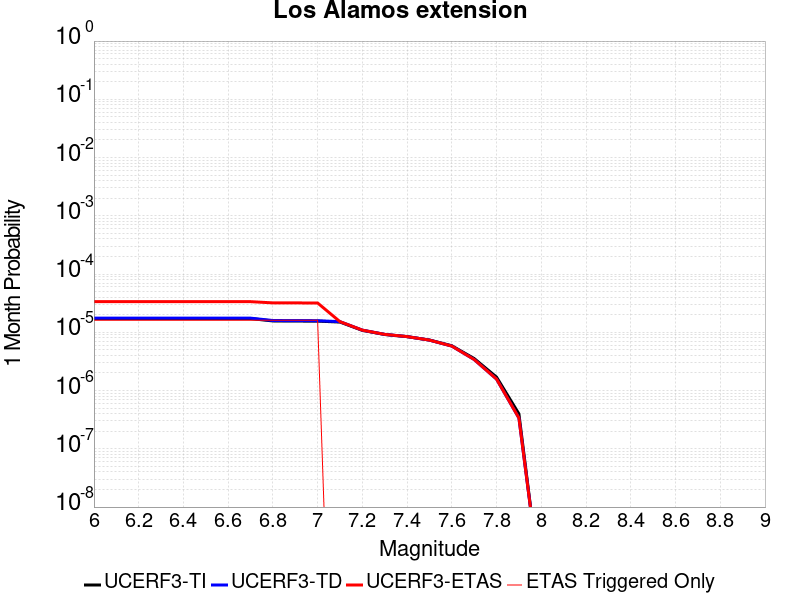 Los Alamos extension
10^0
10^-1
10^-2
10^-3
10^-4
10^-5
10^-6
10^-7
10^-8
1 Month Probability
6 6.2 6.4 6.6 6.8 7 7.2 7.4 7.6 7.8 8 8.2 8.4 8.6 8.8 9
Magnitude
UCERF3-TI UCERF3-TD UCERF3-ETAS ETAS Triggered Only